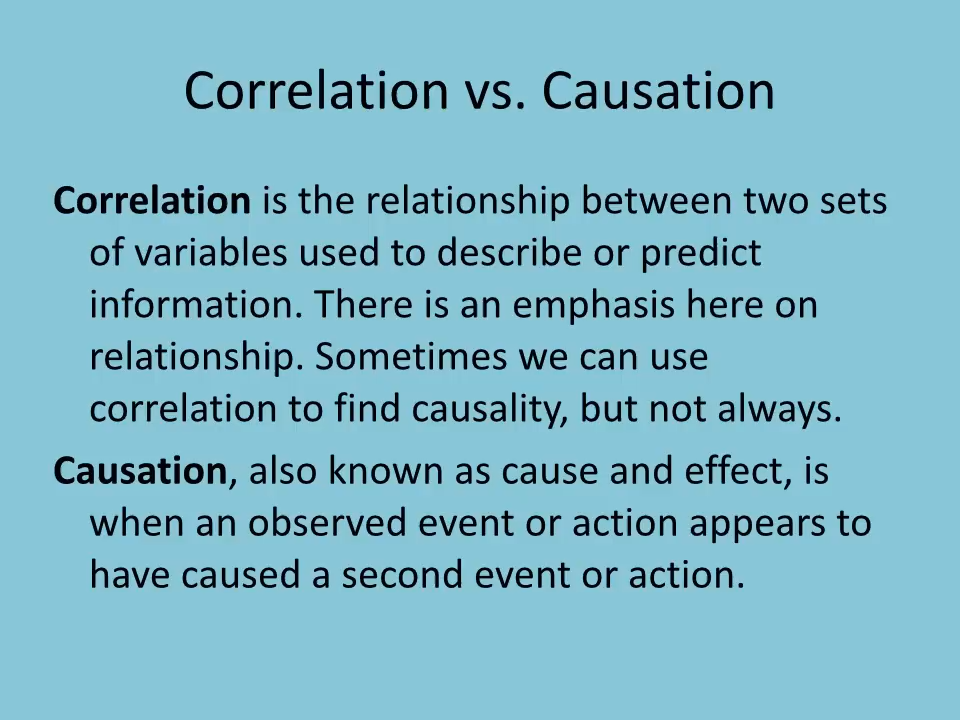 Correlation vs. Causation
Correlation is the relationship between two sets
of variables used to describe or predict
information. There is an emphasis here on
relationship. Sometimes we can use
correlation to find causality, but not always.
Causation, also known as cause and effect, is
when an observed event or action appears to
have caused a second event or action.